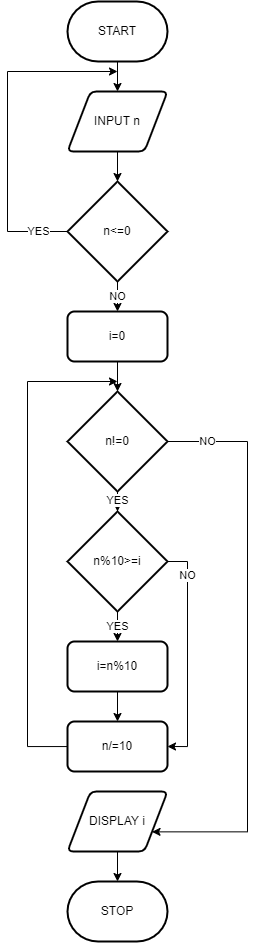 START
INPUT n
n<=0
YES
NO
i=0
n!=0
NO
YES
n%10>=i
NO
YES
i=n%10
n/=10
DISPLAY i
STOP